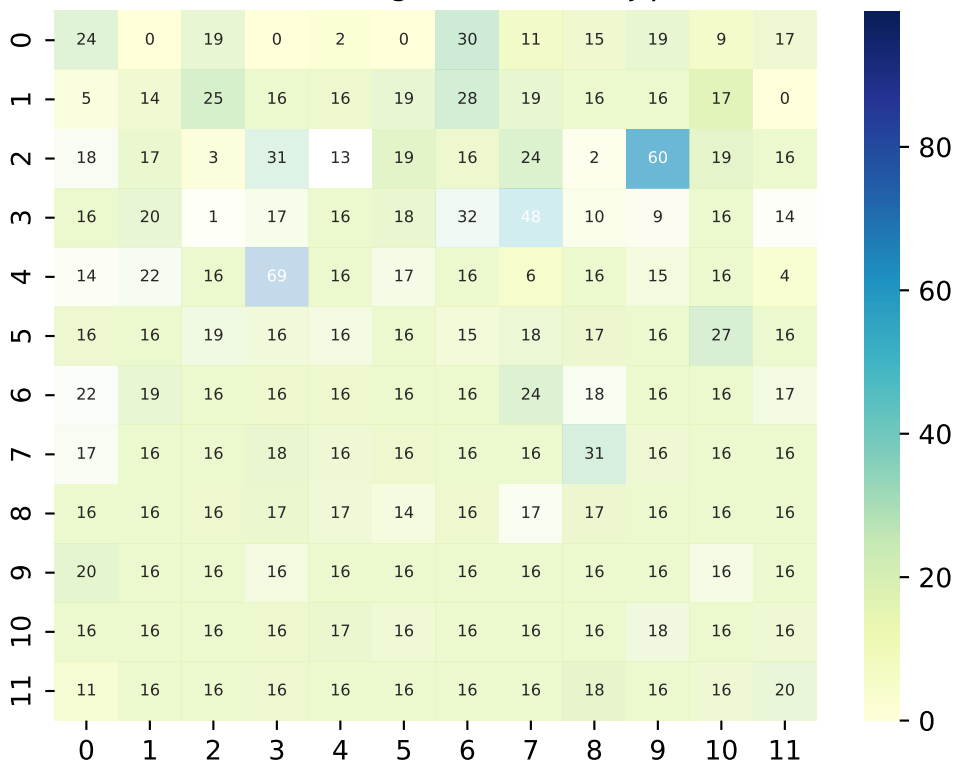 0 24 0 19 0 2 0 30 11 15 19 9 17
1 5 14 25 16 16 19 28 19 16 16 17 0
2 18 17 3 31 13 19 16 24 2 60 19 16
3 16 20 1 17 16 18 32 48 10 9 16 14
4 14 22 16 69 16 17 16 6 16 15 16 4
5 16 16 19 16 16 16 15 18 17 16 27 16
6 22 19 16 16 16 16 16 24 18 16 16 17
7 17 16 16 18 16 16 16 16 31 16 16 16
8 16 16 16 17 17 14 16 17 17 16 16 16
9 20 16 16 16 16 16 16 16 16 16 16 16
10 16 16 16 16 17 16 16 16 16 18 16 16
11 11 16 16 16 16 16 16 16 18 16 16 20
0 1 2 3 4 5 6 7 8 9 10 11
80
60
40
20
0